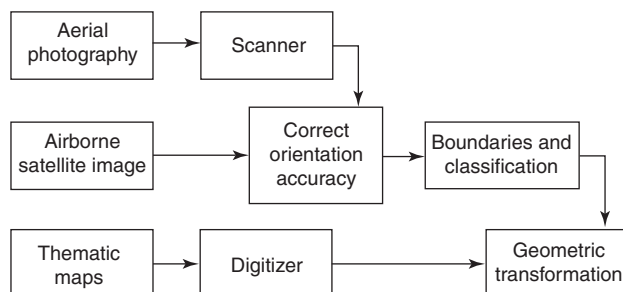 Aerial
photography
Scanner
Airborne
satellite image
Correct
orientation
accuracy
Boundaries and
classification
Thematic
maps
Digitizer
Geometric
transformation